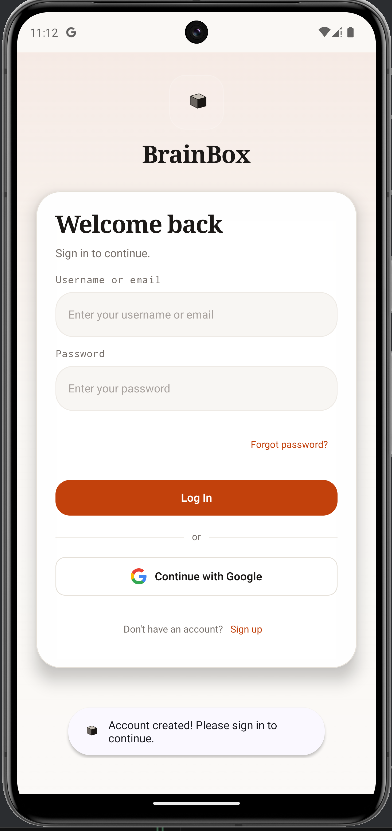 11:12 G
BrainBox
Welcome back
Sign in to continue.
Username or email
Enter your username or email
Password
Enter your password
Forgot password?
Log In
or
Continue with Google
Don't have an account? Sign up
Account created! Please sign in to
continue.